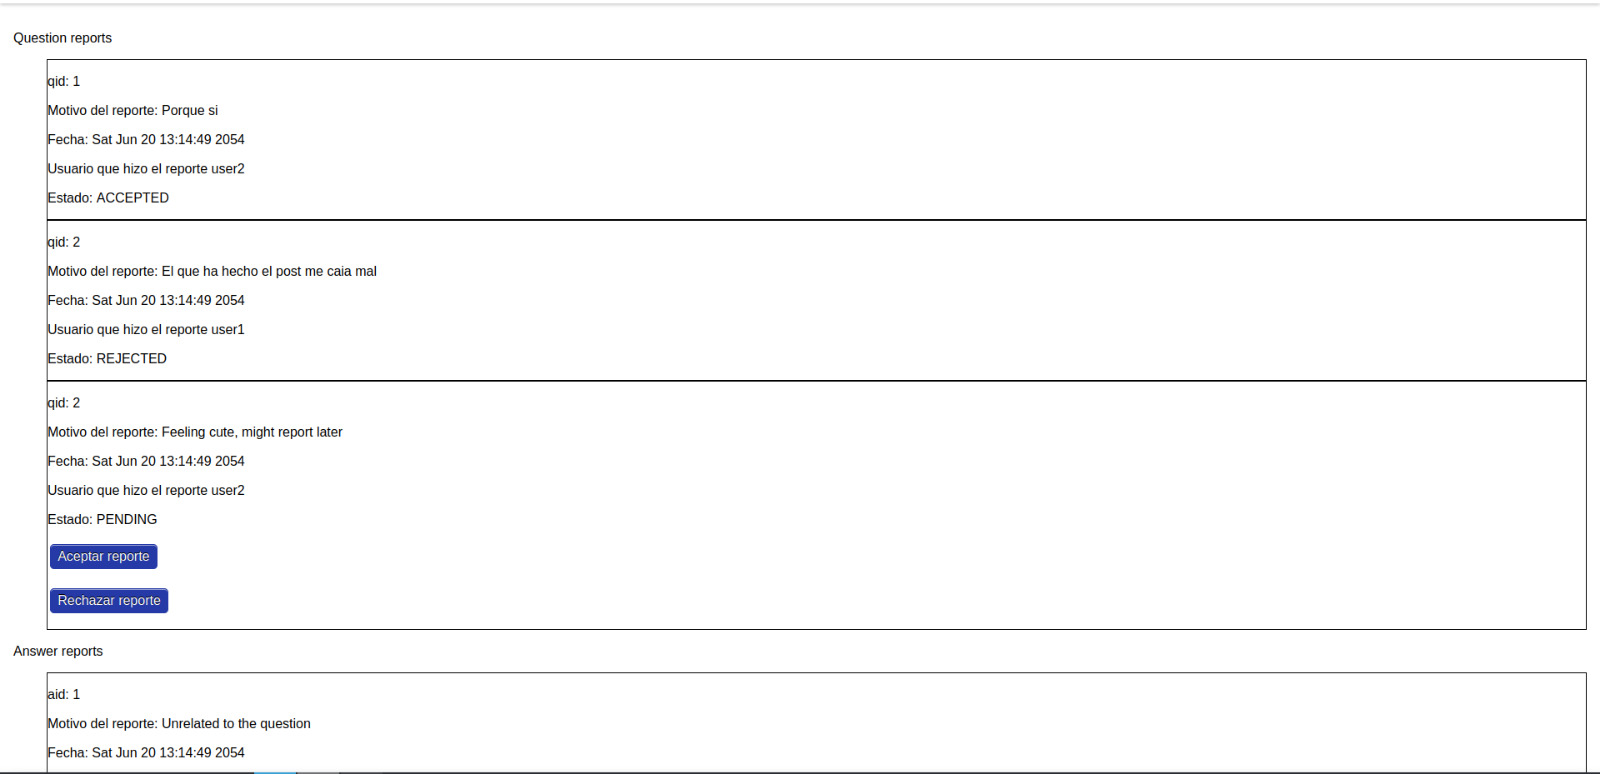 Question reports
qid: 1
Motivo del reporte: Porque si
Fecha: Sat Jun 20 13:14:49 2054
Usuario que hizo el reporte user2
Estado: ACCEPTED
qid: 2
Motivo del reporte: El que ha hecho el post me caia mal
Fecha: Sat Jun 20 13:14:49 2054
Usuario que hizo el reporte user1
Estado: REJECTED
qid: 2
Motivo del reporte: Feeling cute, might report later
Fecha: Sat Jun 20 13:14:49 2054
Usuario que hizo el reporte user2
Estado: PENDING
Aceptar reporte
Rechazar reporte
Answer reports
aid: 1
Motivo del reporte: Unrelated to the question
Fecha: Sat Jun 20 13:14:49 2054